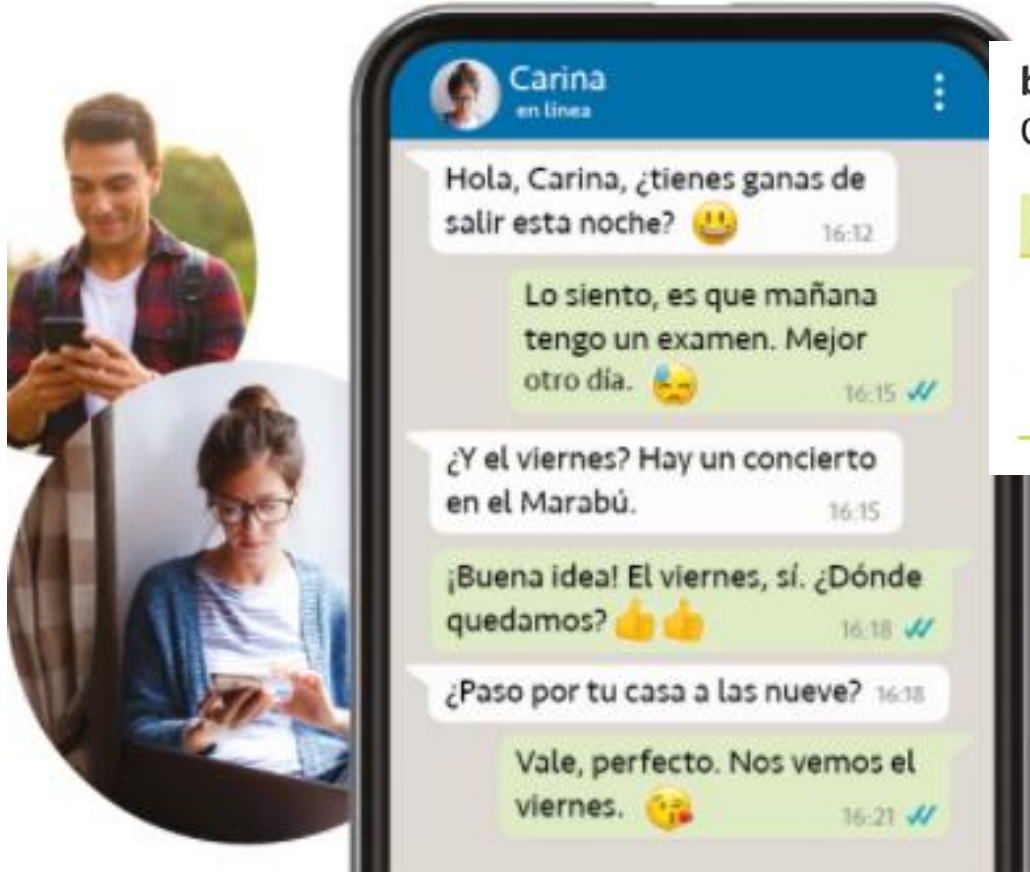 Carina
en línea
Hola, Carina, ¿tienes ganas de
salir esta noche? 😃 16:12
Lo siento, es que mañana
tengo un examen. Mejor
otro día. 😓 16:15
¿Y el viernes? Hay un concierto
en el Marabú. 16:15
¡Buena idea! El viernes, sí. ¿Dónde
quedamos? 👍👍 16:18
¿Paso por tu casa a las nueve? 16:18
Vale, perfecto. Nos vemos el
viernes. 😘 16:21